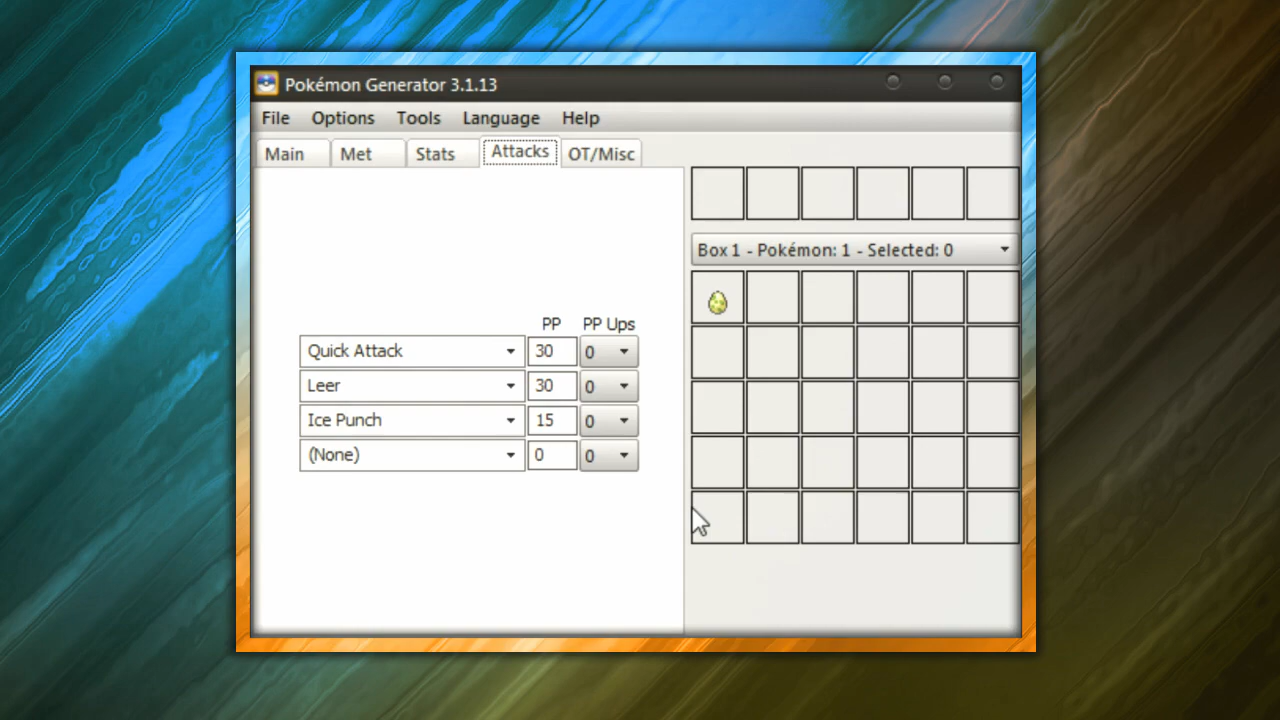 Pokémon Generator 3.1.13
File Options Tools Language Help
Main Met Stats Attacks OT/Misc
Box 1 - Pokémon: 1 - Selected: 0
PP PP Ups
Quick Attack 30 0
Leer 30 0
Ice Punch 15 0
(None) 0 0